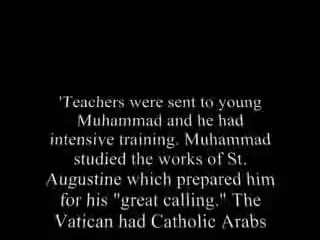 'Teachers were sent to young
Muhammad and he had
intensive training. Muhammad
studied the works of St.
Augustine which prepared him
for his "great calling." The
Vatican had Catholic Arabs